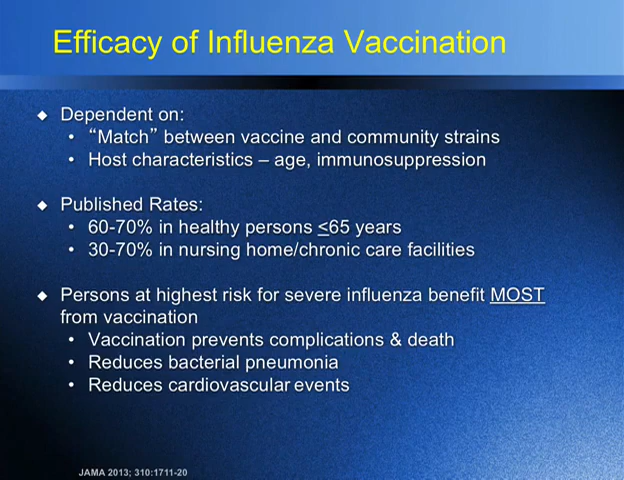 Efficacy of Influenza Vaccination
◆ Dependent on:
• “Match” between vaccine and community strains
• Host characteristics – age, immunosuppression
◆ Published Rates:
• 60-70% in healthy persons ≤65 years
• 30-70% in nursing home/chronic care facilities
◆ Persons at highest risk for severe influenza benefit MOST
from vaccination
• Vaccination prevents complications & death
• Reduces bacterial pneumonia
• Reduces cardiovascular events
JAMA 2013; 310:1711-20